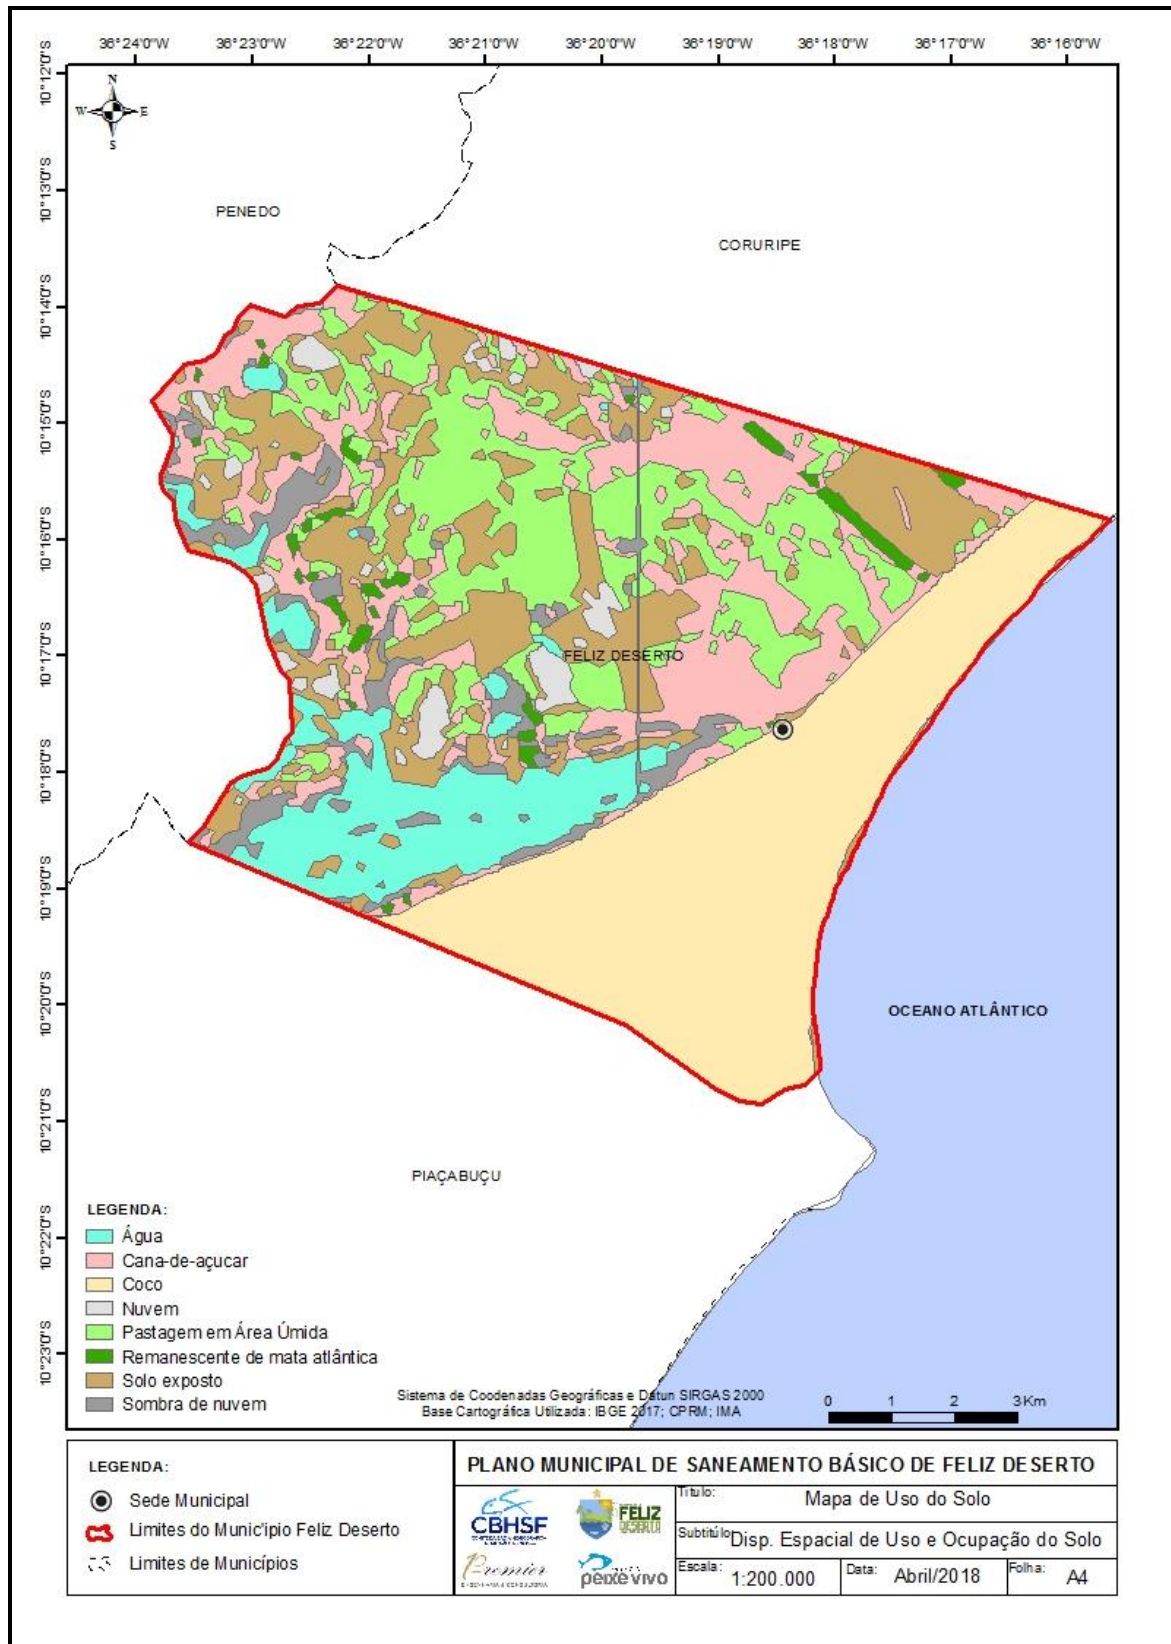 36°24'0"W 36°23'0"W 36°22'0"W 36°21'0"W 36°20'0"W 36°19'0"W 36°18'0"W 36°17'0"W 36°16'0"W
10°12'0"S
10°13'0"S
10°14'0"S
10°15'0"S
10°16'0"S
10°17'0"S
10°18'0"S
10°19'0"S
10°20'0"S
10°21'0"S
10°22'0"S
10°23'0"S
N
W E
S
PENEDO
CORURIPE
FELIZ DESERTO
OCEANO ATLÂNTICO
PIAÇABUÇU
LEGENDA:
Água
Cana-de-açucar
Coco
Nuvem
Pastagem em Área Úmida
Remanescente de mata atlântica
Solo exposto
Sombra de nuvem
Sistema de Coodenadas Geográficas e Datun SIRGAS 2000
Base Cartográfica Utilizada: IBGE 2017; CPRM; IMA
0 1 2 3 Km
LEGENDA:
Sede Municipal
Limites do Munic'ipio Feliz Deserto
Limites de Municípios
PLANO MUNICIPAL DE SANEAMENTO BÁSICO DE FELIZ DESERTO
CBHSF
FELIZ
DESERTO
Premier
peixe vivo
Título:
Mapa de Uso do Solo
Subtítulo
Disp. Espacial de Uso e Ocupação do Solo
Escala:
1:200.000
Data:
Abril/2018
Folha:
A4